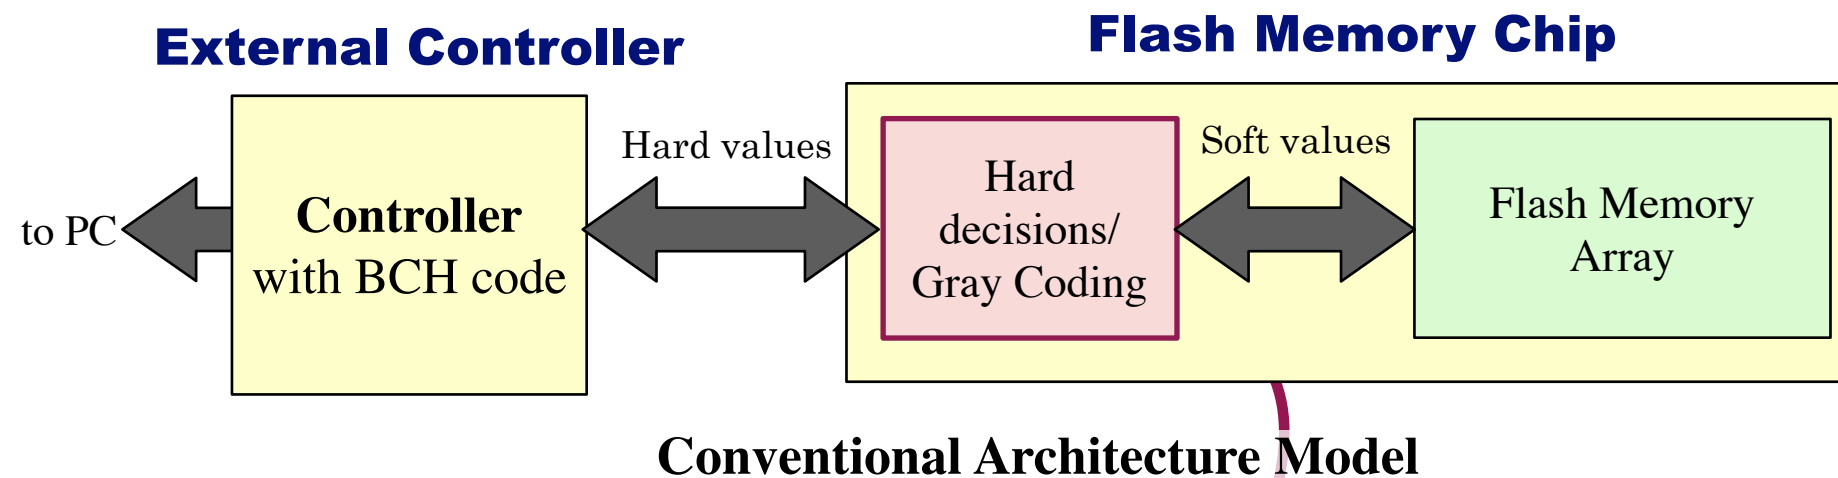 External Controller
Flash Memory Chip
to PC
Controller
with BCH code
Hard values
Hard
decisions/
Gray Coding
Soft values
Flash Memory
Array
Conventional Architecture Model